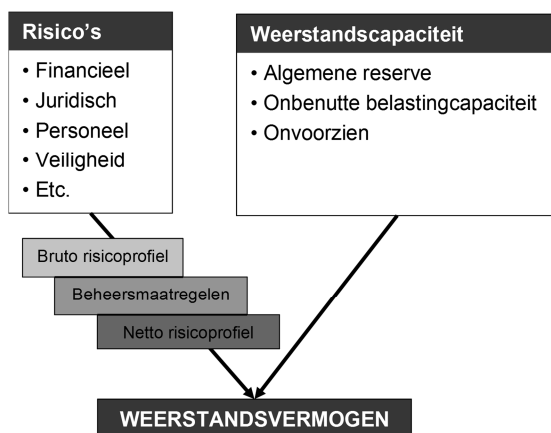 Risico's
• Financieel
• Juridisch
• Personeel
• Veiligheid
• Etc.
Weerstandscapaciteit
• Algemene reserve
• Onbenutte belastingcapaciteit
• Onvoorzien
Bruto risicoprofiel
Beheersmaatregelen
Netto risicoprofiel
WEERSTANDSVERMOGEN